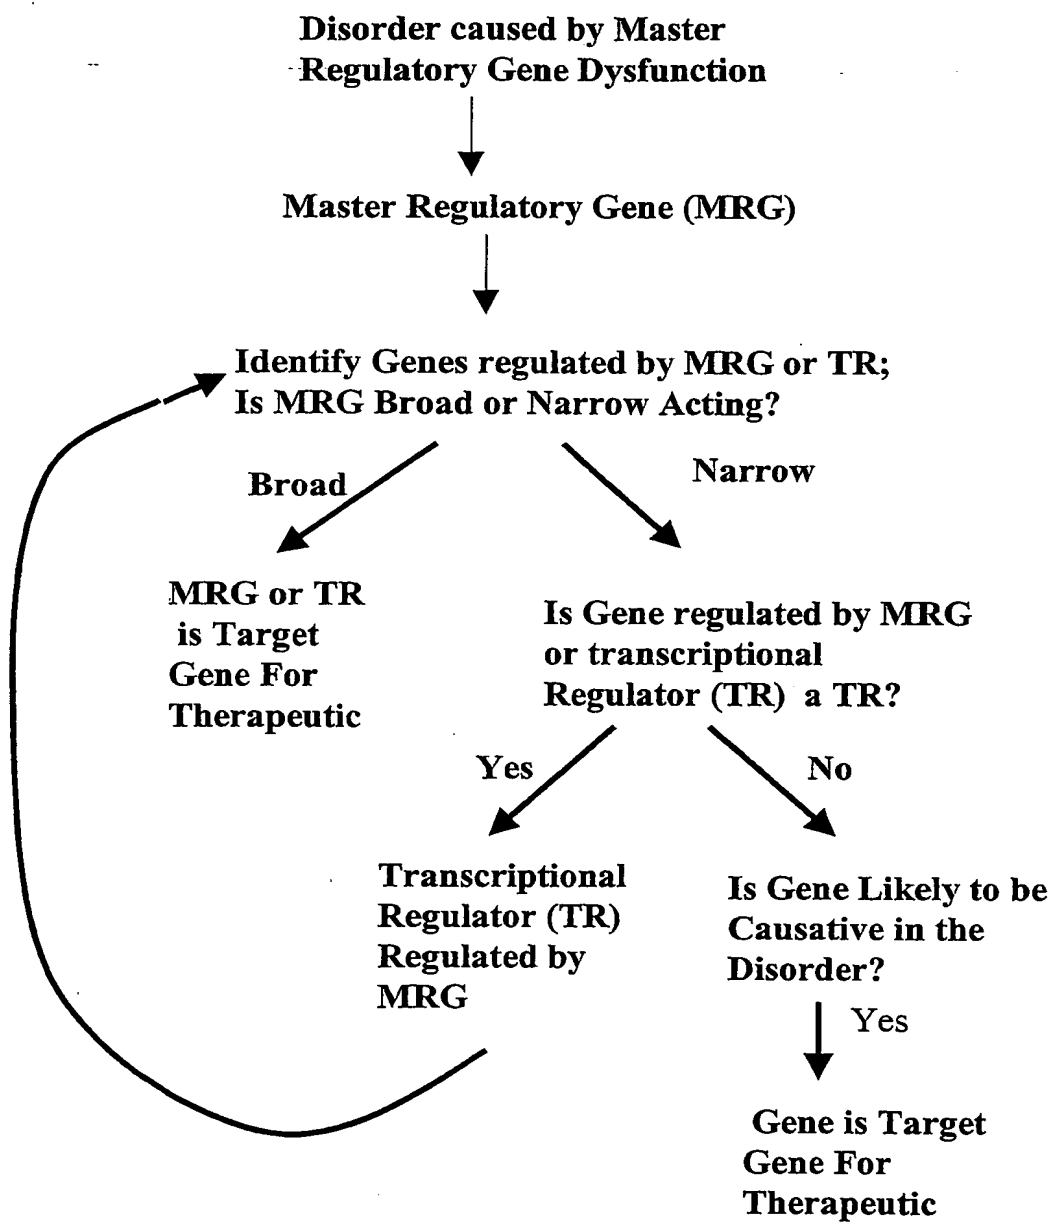 Disorder caused by Master
Regulatory Gene Dysfunction
Master Regulatory Gene (MRG)
Identify Genes regulated by MRG or TR;
Is MRG Broad or Narrow Acting?
Broad
Narrow
MRG or TR
is Target
Gene For
Therapeutic
Is Gene regulated by MRG
or transcriptional
Regulator (TR) a TR?
Yes
No
Transcriptional
Regulator (TR)
Regulated by
MRG
Is Gene Likely to be
Causative in the
Disorder?
Yes
Gene is Target
Gene For
Therapeutic